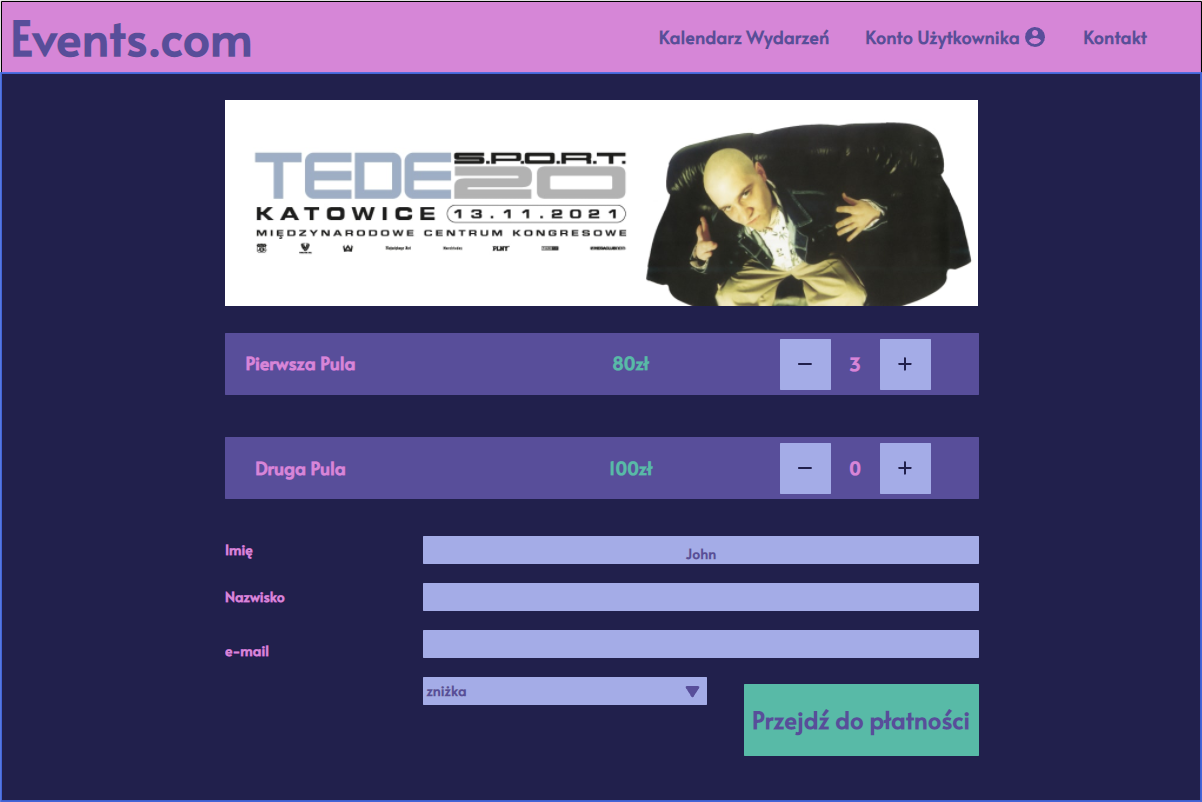 Events.com
Kalendarz Wydarzeń
Konto Użytkownika
Kontakt
TEDE S.P.O.R.T. 20
KATOWICE 13.11.2021
MIĘDZYNARODOWE CENTRUM KONGRESOWE
PLNY
Pierwsza Pula 80zł − 3 +
Druga Pula 100zł − 0 +
Imię John
Nazwisko
e-mail
zniżka
Przejdź do płatności